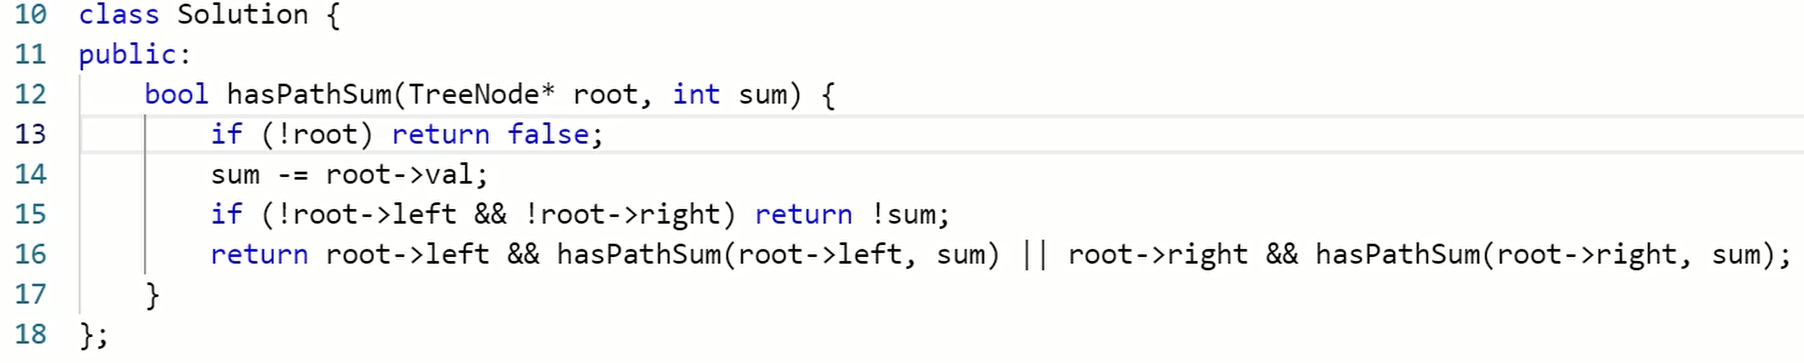 10 class Solution {
11 public:
12     bool hasPathSum(TreeNode* root, int sum) {
13         if (!root) return false;
14         sum -= root->val;
15         if (!root->left && !root->right) return !sum;
16         return root->left && hasPathSum(root->left, sum) || root->right && hasPathSum(root->right, sum);
17     }
18 };